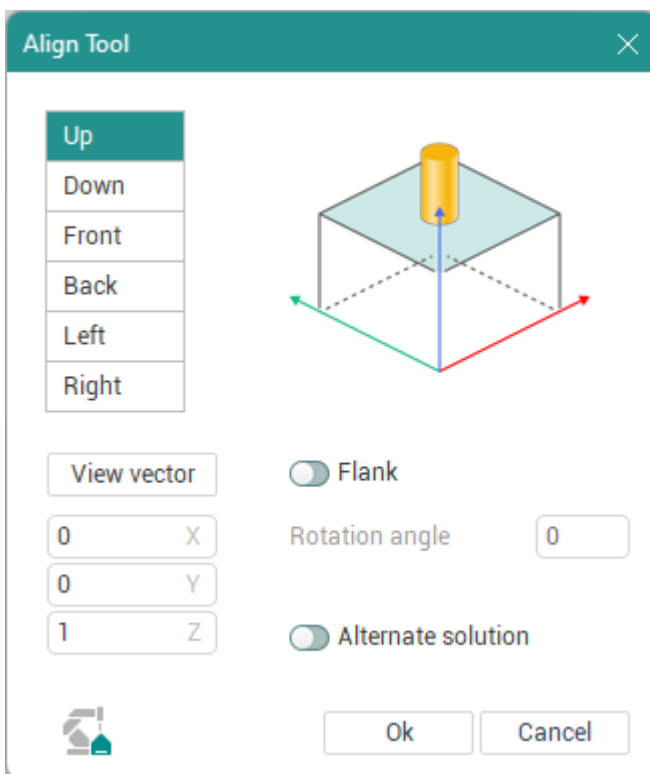 Align Tool
Up
Down
Front
Back
Left
Right
View vector
Flank
0 X
Rotation angle 0
0 Y
1 Z
Alternate solution
Ok
Cancel